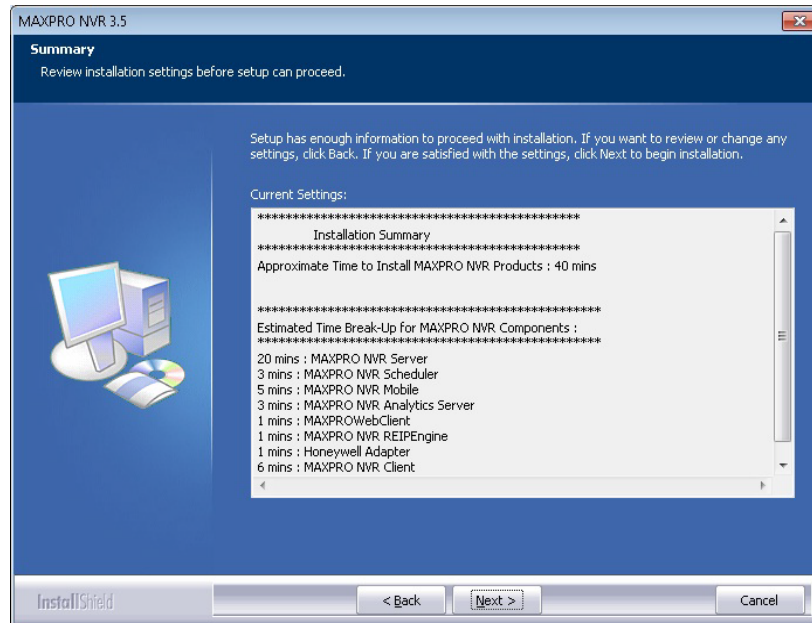 MAXPRO NVR 3.5
Summary
Review installation settings before setup can proceed.
Setup has enough information to proceed with installation. If you want to review or change any
settings, click Back. If you are satisfied with the settings, click Next to begin installation.
Current Settings:
**********************************************
Installation Summary
**********************************************
Approximate Time to Install MAXPRO NVR Products : 40 mins
*************************************************
Estimated Time Break-Up for MAXPRO NVR Components :
*************************************************
20 mins : MAXPRO NVR Server
3 mins : MAXPRO NVR Scheduler
5 mins : MAXPRO NVR Mobile
3 mins : MAXPRO NVR Analytics Server
1 mins : MAXPROWebClient
1 mins : MAXPRO NVR REIPEngine
1 mins : Honeywell Adapter
6 mins : MAXPRO NVR Client
InstallShield
< Back
Next >
Cancel